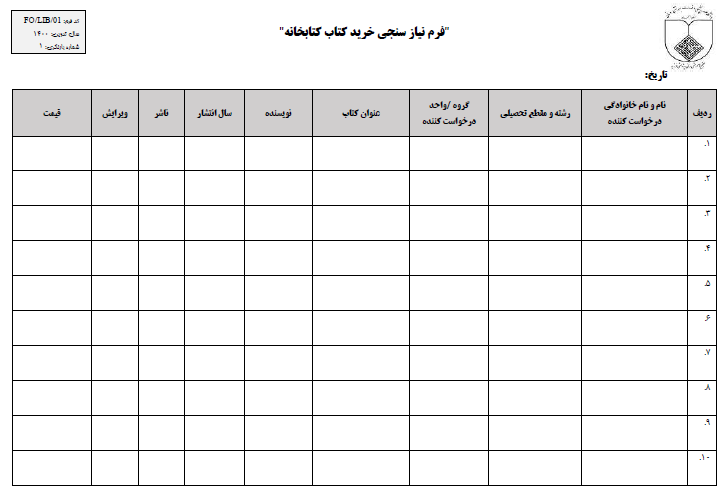 "فرم نیاز سنجی خرید کتاب کتابخانه"
کد فرم: FO/LIB/01
سال تدوین: ۱۴۰۰
شماره بازنگری: ۱
تاریخ:
ردیف
نام و نام خانوادگی
درخواست کننده
رشته و مقطع تحصیلی
گروه /واحد
درخواست کننده
عنوان کتاب
نویسنده
سال انتشار
ناشر
ویرایش
قیمت
۱.
۲.
۳.
۴.
۵.
۶.
۷.
۸.
۹.
۱۰.